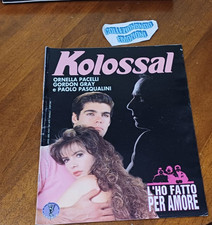 Kolossal
ORNELLA PACELLI
GORDON GRAY
e PAOLO PASQUALINI
L'HO FATTO
PER AMORE